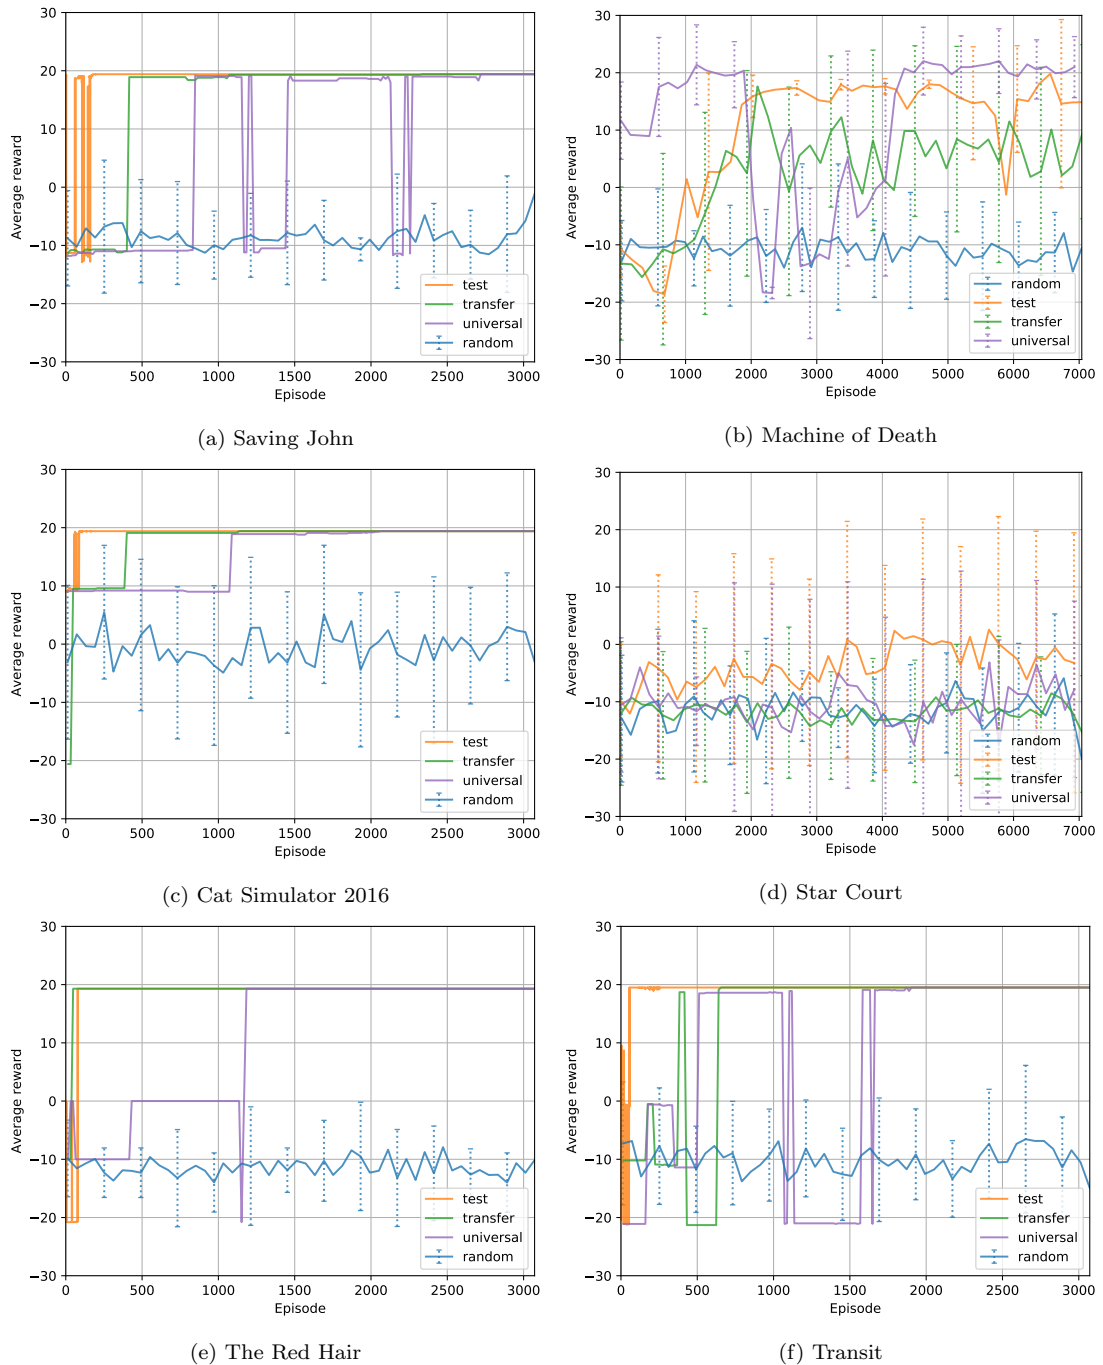 30
20
10
0
−10
−20
−30
Average reward
0 500 1000 1500 2000 2500 3000
Episode
test
transfer
universal
random
(a) Saving John
30
20
10
0
−10
−20
−30
Average reward
0 1000 2000 3000 4000 5000 6000 7000
Episode
random
test
transfer
universal
(b) Machine of Death
30
20
10
0
−10
−20
−30
Average reward
0 500 1000 1500 2000 2500 3000
Episode
test
transfer
universal
random
(c) Cat Simulator 2016
30
20
10
0
−10
−20
−30
Average reward
0 1000 2000 3000 4000 5000 6000 7000
Episode
random
test
transfer
universal
(d) Star Court
30
20
10
0
−10
−20
−30
Average reward
0 500 1000 1500 2000 2500 3000
Episode
test
transfer
universal
random
(e) The Red Hair
30
20
10
0
−10
−20
−30
Average reward
0 500 1000 1500 2000 2500 3000
Episode
test
transfer
universal
random
(f) Transit